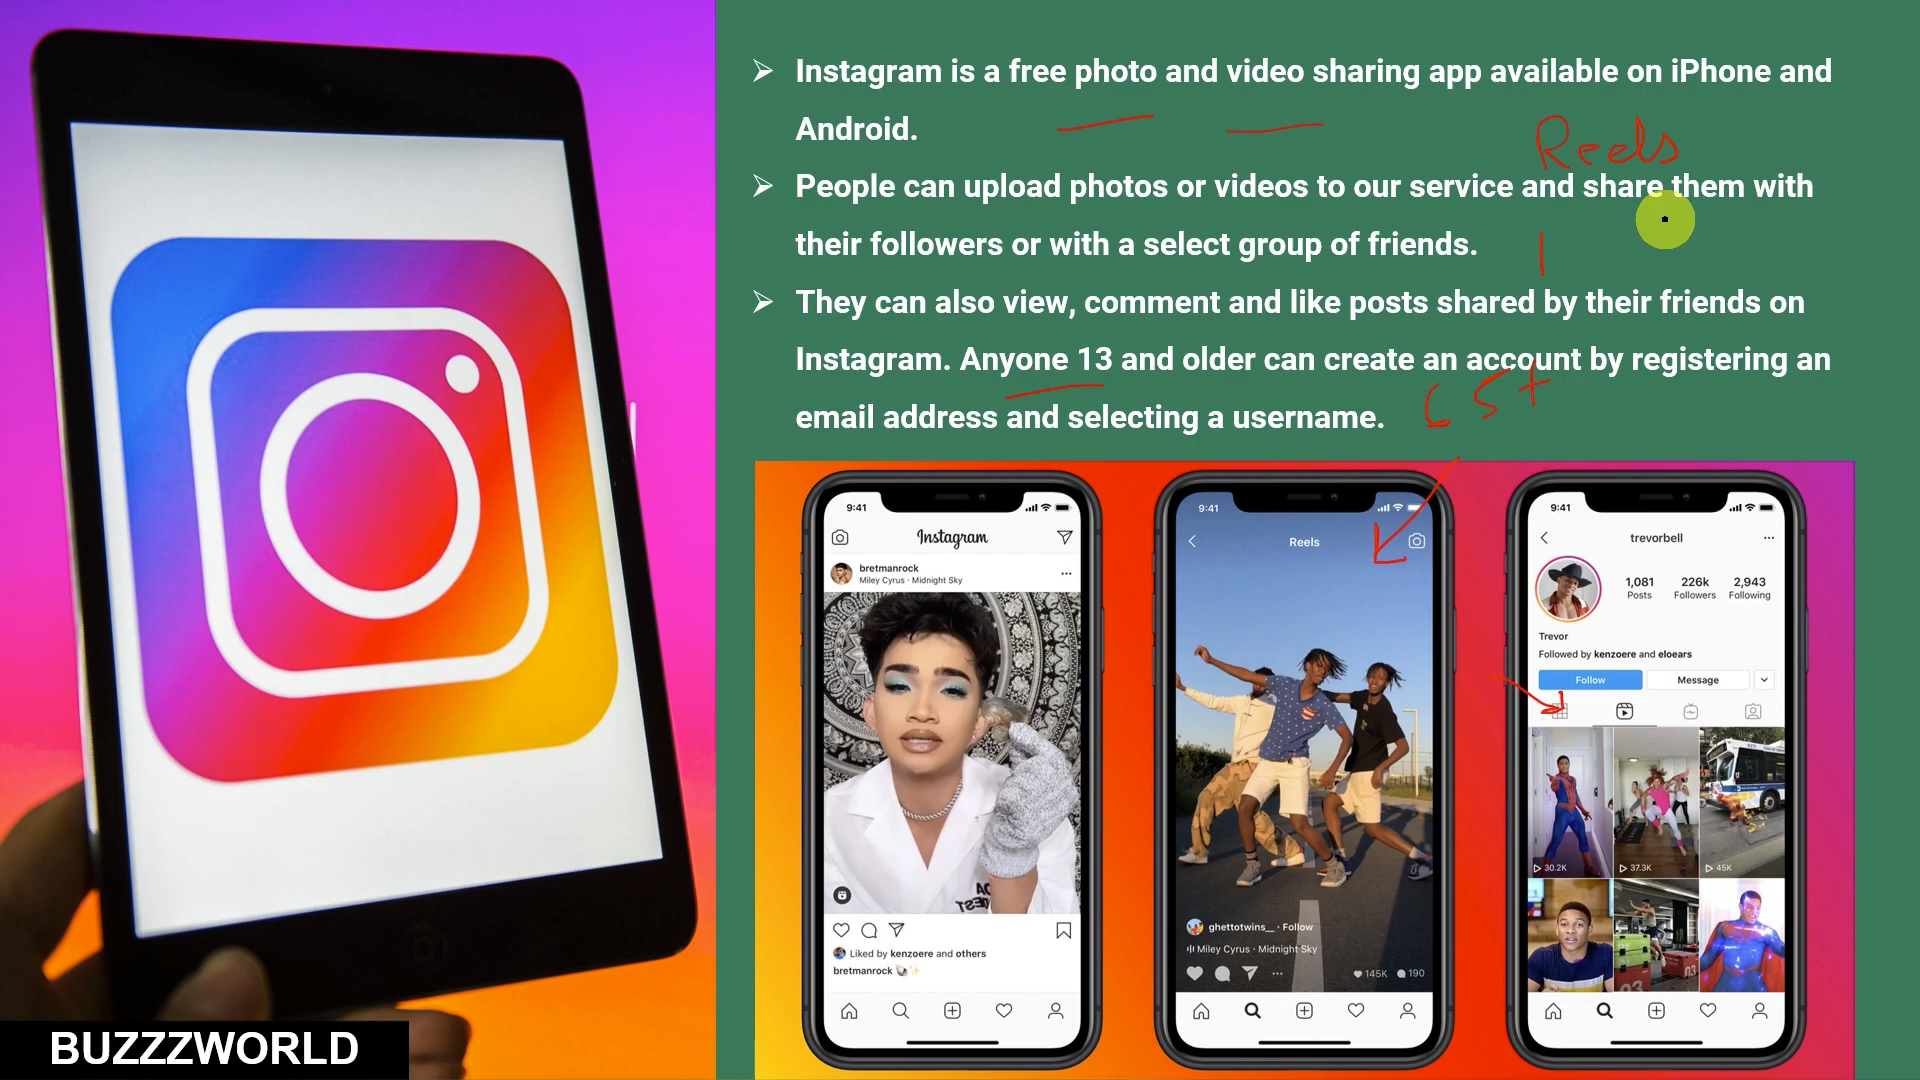 ➢ Instagram is a free photo and video sharing app available on iPhone and
Android.
Reels
➢ People can upload photos or videos to our service and share them with
their followers or with a select group of friends.
➢ They can also view, comment and like posts shared by their friends on
Instagram. Anyone 13 and older can create an account by registering an
email address and selecting a username.
65+
9:41
Instagram
bretmanrock
Miley Cyrus · Midnight Sky
Liked by kenzoere and others
bretmanrock
9:41
Reels
ghettotwins__ · Follow
Miley Cyrus · Midnight Sky
145K 190
9:41
trevorbell
1,081 226k 2,943
Posts Followers Following
Trevor
Followed by kenzoere and eloears
Follow Message
30.2K 37.3K 45K
BUZZZWORLD